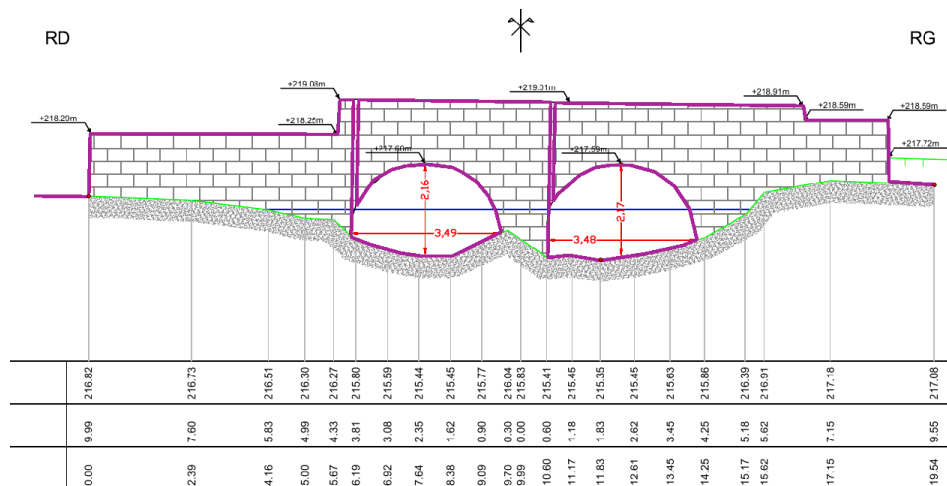 RD
RG
+219.08m
+219.01m
+218.91m
+218.59m
+218.59m
+218.20m
+218.25m
+217.60m
+217.59m
+217.72m
2,16
2,17
3,49
3,48
216.82 216.73 216.51 216.30 216.27 215.80 215.59 215.44 215.45 215.77 216.04 215.83 215.41 215.45 215.35 215.45 215.63 215.86 216.39 216.91 217.18 217.08
9.99 7.60 5.83 4.99 4.33 3.81 3.08 2.35 1.62 0.90 0.30 0.00 0.60 1.18 1.83 2.62 3.45 4.25 5.18 5.62 7.15 9.55
0.00 2.39 4.16 5.00 5.67 6.19 6.92 7.64 8.38 9.09 9.70 9.99 10.60 11.17 11.83 12.61 13.45 14.25 15.17 15.62 17.15 19.54